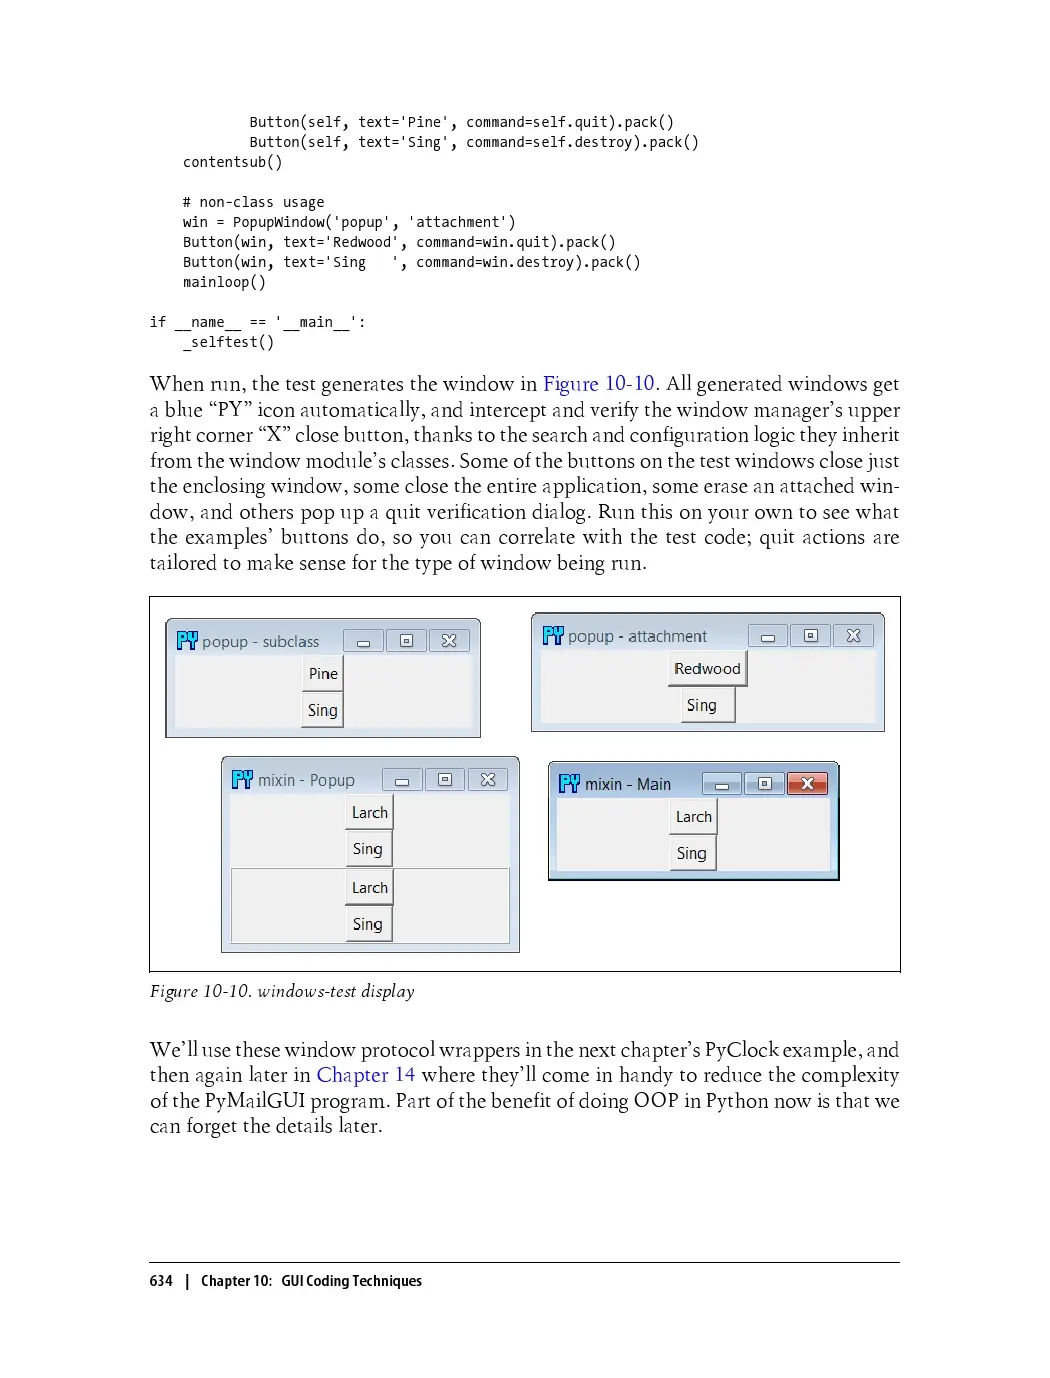 Button(self, text='Pine', command=self.quit).pack()
Button(self, text='Sing', command=self.destroy).pack()
contentsub()
# non-class usage
win = PopupWindow('popup', 'attachment')
Button(win, text='Redwood', command=win.quit).pack()
Button(win, text='Sing   ', command=win.destroy).pack()
mainloop()
if __name__ == '__main__':
_selftest()
When run, the test generates the window in Figure 10-10. All generated windows get
a blue “PY” icon automatically, and intercept and verify the window manager’s upper
right corner “X” close button, thanks to the search and configuration logic they inherit
from the window module’s classes. Some of the buttons on the test windows close just
the enclosing window, some close the entire application, some erase an attached win-
dow, and others pop up a quit verification dialog. Run this on your own to see what
the examples’ buttons do, so you can correlate with the test code; quit actions are
tailored to make sense for the type of window being run.
PY popup - subclass
Pine
Sing
PY popup - attachment
Redwood
Sing
PY mixin - Popup
Larch
Sing
Larch
Sing
PY mixin - Main
Larch
Sing
Figure 10-10. windows-test display
We’ll use these window protocol wrappers in the next chapter’s PyClock example, and
then again later in Chapter 14 where they’ll come in handy to reduce the complexity
of the PyMailGUI program. Part of the benefit of doing OOP in Python now is that we
can forget the details later.
634 | Chapter 10: GUI Coding Techniques